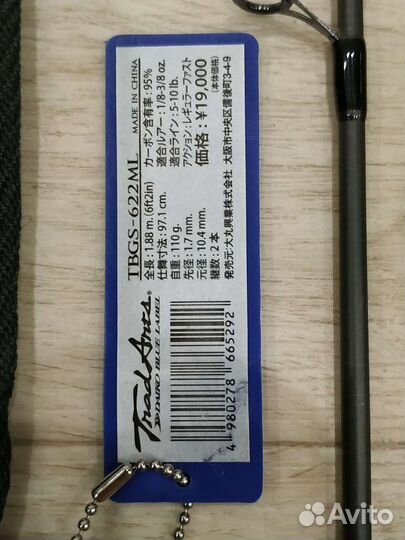 TBGS-622ML
MADE IN CHINA
全長：1.88 m. (6ft2in)
カーボン含有率：95%
仕舞寸法：97.1 cm.
適合ルアー：1/8-3/8 oz.
自重：110 g.
適合ライン：5-10 lb.
先径：1.7 mm.
アクション：レギュラーファスト
元径：10.4 mm.
価格：¥19,000
継数：2 本
(本体価格)
発売元：大丸興業株式会社 大阪市中央区備後町3-4-9
Trad Arts®
DAIKO BLUE LABEL
4 980278 665292
Avito